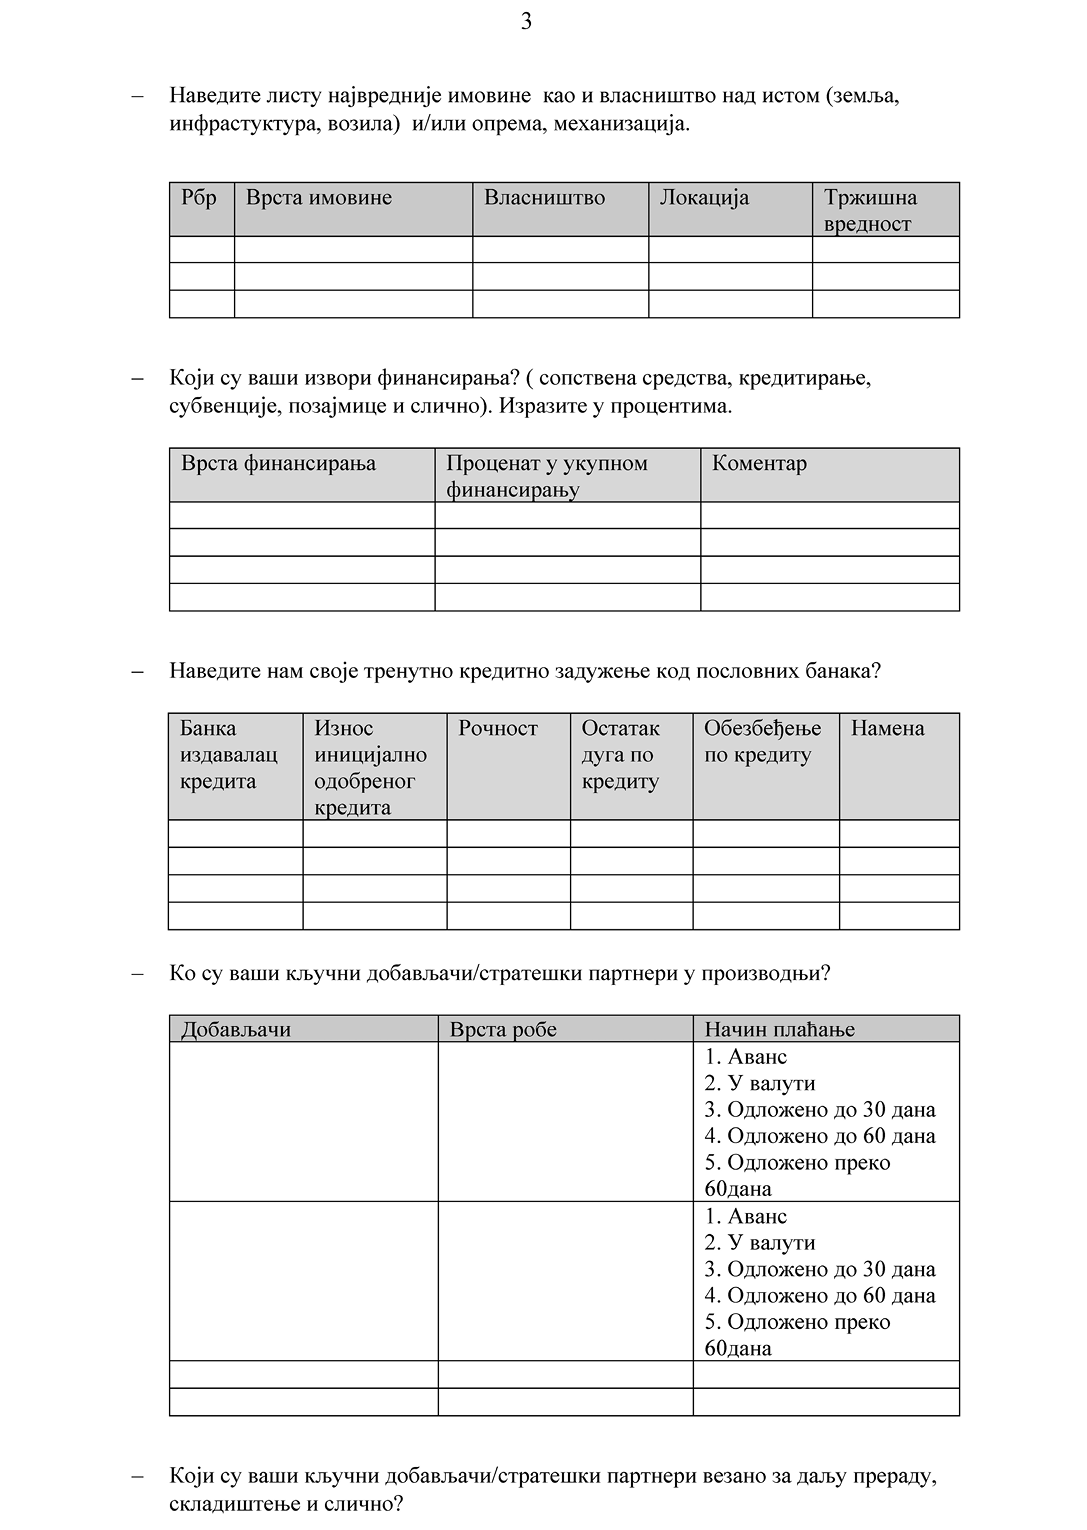 3
– Наведите листу највредније имовине као и власништво над истом (земља,
инфрастуктура, возила) и/или опрема, механизација.
Рбр Врста имовине Власништво Локација Тржишна
вредност
– Који су ваши извори финансирања? ( сопствена средства, кредитирање,
субвенције, позајмице и слично). Изразите у процентима.
Врста финансирања Проценат у укупном Коментар
финансирању
– Наведите нам своје тренутно кредитно задужење код пословних банака?
Банка Износ Рочност Остатак Обезбеђење Намена
издавалац иницијално дуга по по кредиту
кредита одобреног кредиту
кредита
– Ко су ваши кључни добављачи/стратешки партнери у производњи?
Добављачи Врста робе Начин плаћање
1. Аванс
2. У валути
3. Одложено до 30 дана
4. Одложено до 60 дана
5. Одложено преко
60дана
1. Аванс
2. У валути
3. Одложено до 30 дана
4. Одложено до 60 дана
5. Одложено преко
60дана
– Који су ваши кључни добављачи/стратешки партнери везано за даљу прераду,
складиштење и слично?